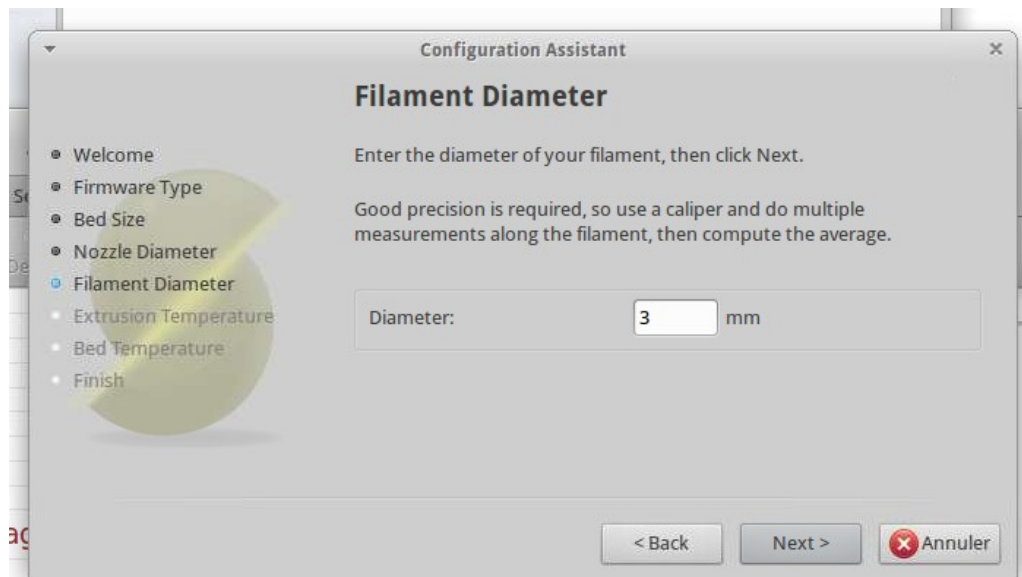 Configuration Assistant
Filament Diameter
Welcome
Firmware Type
Bed Size
Nozzle Diameter
Filament Diameter
Extrusion Temperature
Bed Temperature
Finish
Enter the diameter of your filament, then click Next.
Good precision is required, so use a caliper and do multiple
measurements along the filament, then compute the average.
Diameter: 3 mm
< Back Next > Annuler